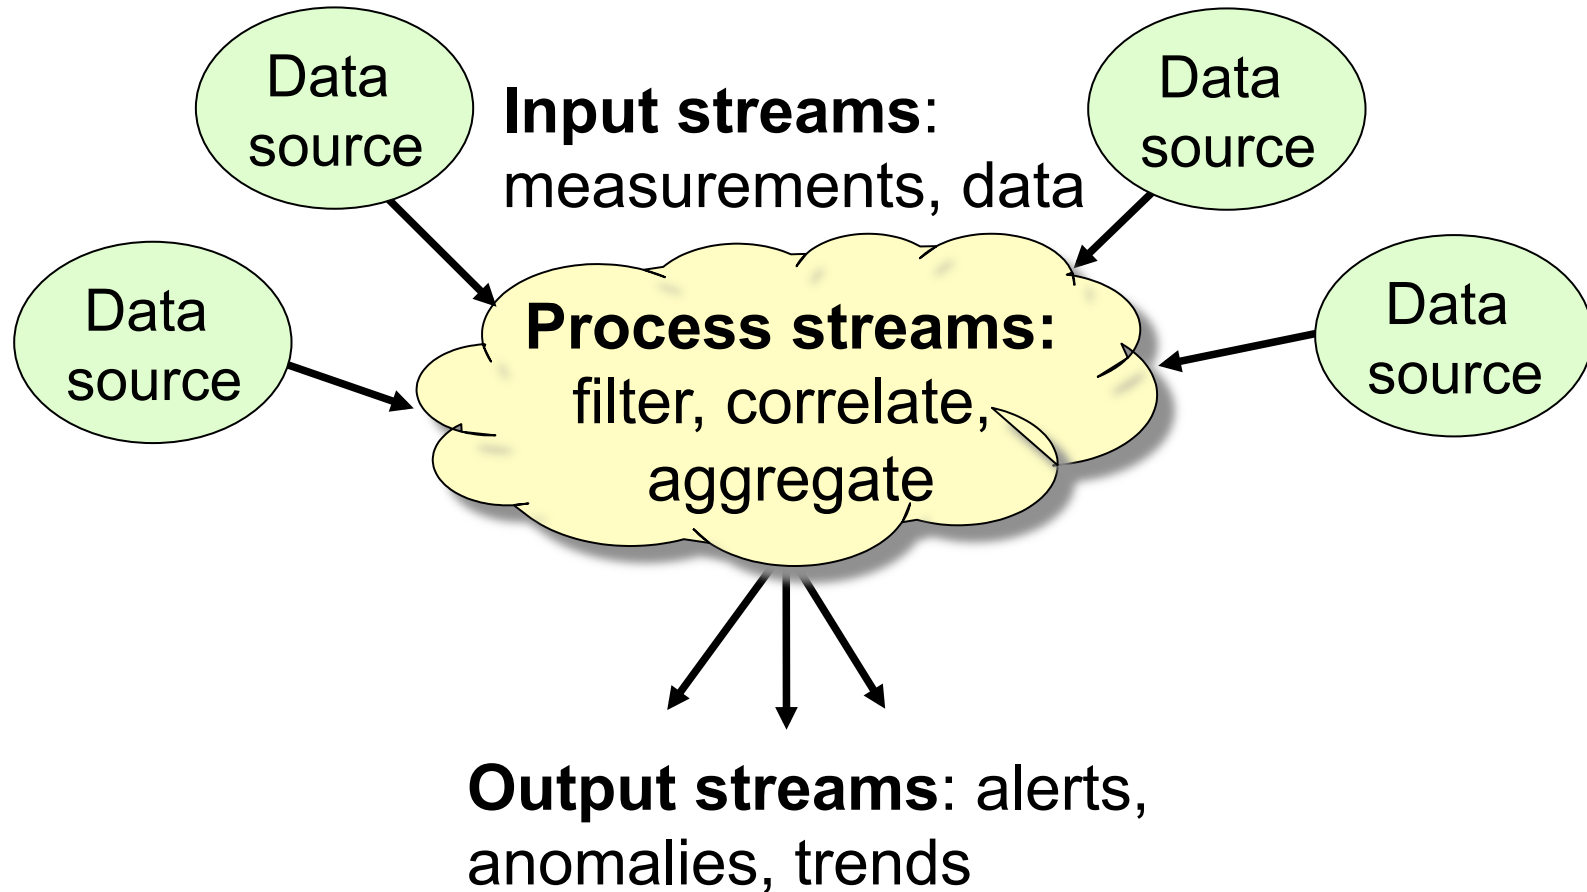 Data
source
Input streams:
measurements, data
Data
source
Data
source
Process streams:
filter, correlate,
aggregate
Data
source
Output streams: alerts,
anomalies, trends